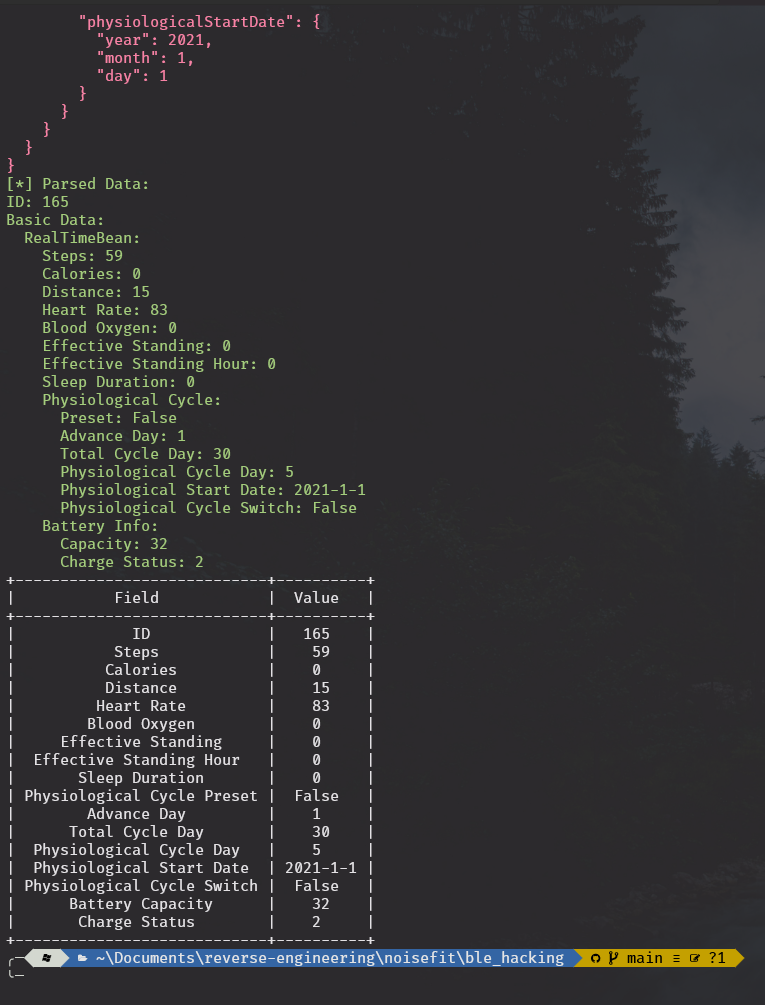 "physiologicalStartDate": {
          "year": 2021,
          "month": 1,
          "day": 1
        }
      }
    }
  }
}
[*] Parsed Data:
ID: 165
Basic Data:
  RealTimeBean:
    Steps: 59
    Calories: 0
    Distance: 15
    Heart Rate: 83
    Blood Oxygen: 0
    Effective Standing: 0
    Effective Standing Hour: 0
    Sleep Duration: 0
    Physiological Cycle:
      Preset: False
      Advance Day: 1
      Total Cycle Day: 30
      Physiological Cycle Day: 5
      Physiological Start Date: 2021-1-1
      Physiological Cycle Switch: False
    Battery Info:
      Capacity: 32
      Charge Status: 2
+----------------------------+----------+
|           Field            |  Value   |
+----------------------------+----------+
|             ID             |   165    |
|           Steps            |    59    |
|          Calories          |    0     |
|          Distance          |    15    |
|         Heart Rate         |    83    |
|        Blood Oxygen        |    0     |
|     Effective Standing     |    0     |
|  Effective Standing Hour   |    0     |
|       Sleep Duration       |    0     |
| Physiological Cycle Preset |  False   |
|        Advance Day         |    1     |
|      Total Cycle Day       |    30    |
|  Physiological Cycle Day   |    5     |
|  Physiological Start Date  | 2021-1-1 |
| Physiological Cycle Switch |  False   |
|      Battery Capacity      |    32    |
|       Charge Status        |    2     |
+----------------------------+----------+
~\Documents\reverse-engineering\noisefit\ble_hacking main ≡ ?1